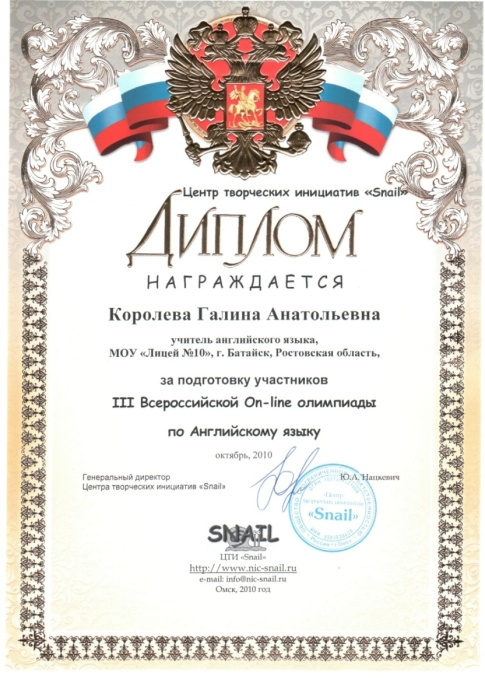 Центр творческих инициатив «Snail»
Диплом
НАГРАЖДАЕТСЯ
Королева Галина Анатольевна
учитель английского языка,
МОУ «Лицей №10», г. Батайск, Ростовская область,
за подготовку участников
III Всероссийской On-line олимпиады
по Английскому языку
октябрь, 2010
Генеральный директор
Центра творческих инициатив «Snail»
Ю.А. Нацкевич
Центр
творческих инициатив
«Snail»
SNAIL
ЦТИ «Snail»
http://www.nic-snail.ru
e-mail: info@nic-snail.ru
Омск, 2010 год